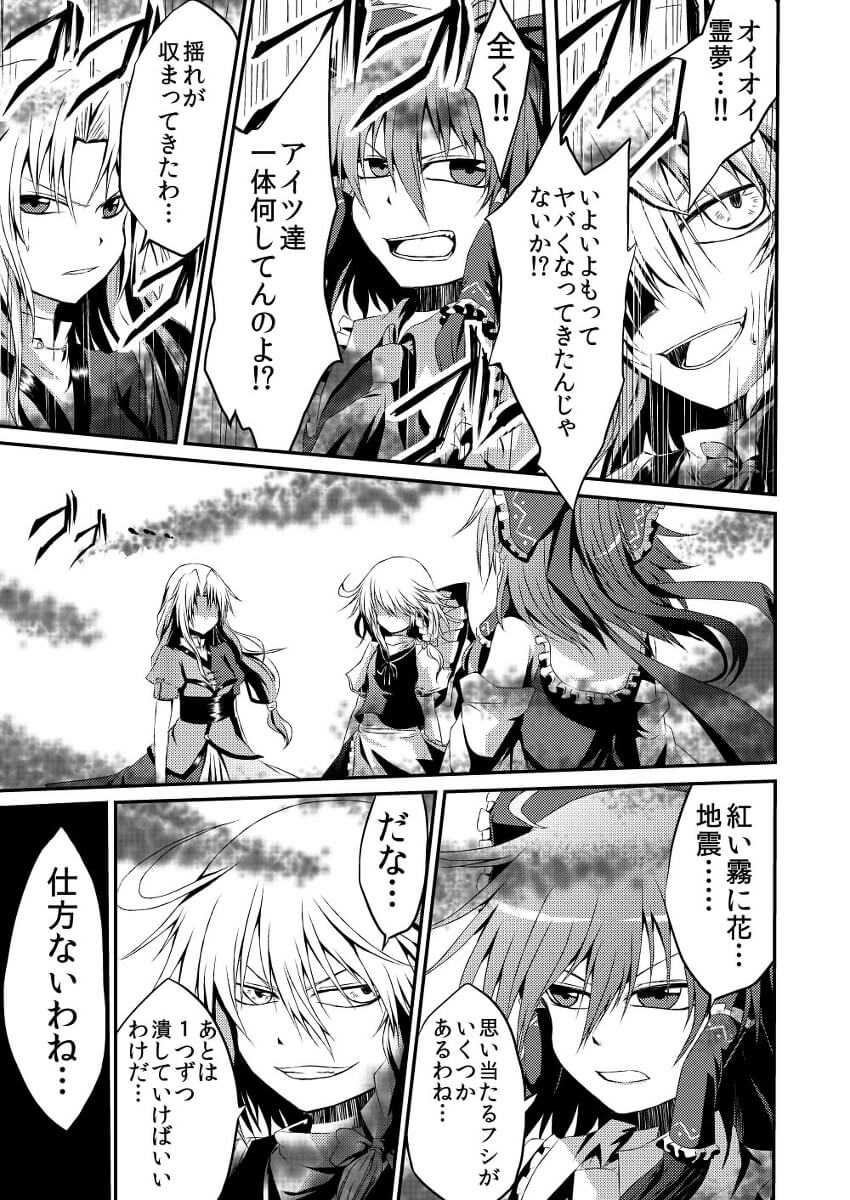 オイオイ
霊夢…!!
いよいよもって
ヤバくなってきたんじゃ
ないか!?
全く!!
アイツ達
一体何してんのよ!?
揺れが
収まってきたわ…
ゴゴゴ
ゴゴゴ
ゴゴゴ
ゴゴ
紅い霧に花…
地震……
思い当たるフシが
いくつか
あるわね…
だな…
あとは
1つずつ
潰していけばいい
わけだ…
仕方ないわね…